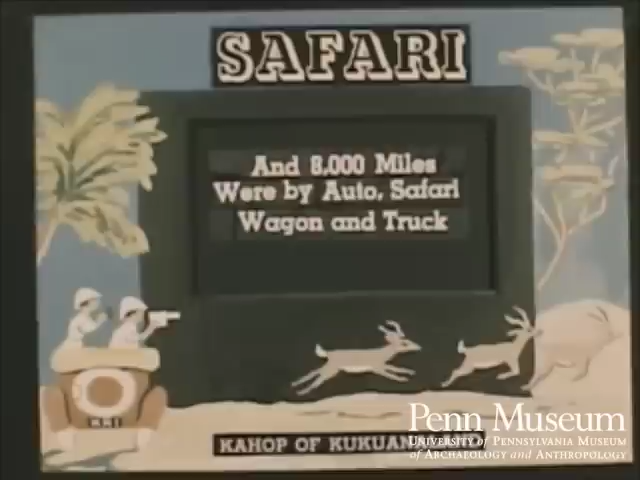 SAFARI
And 8,000 Miles
Were by Auto, Safari
Wagon and Truck
KAHOP OF
Penn Museum
UNIVERSITY of PENNSYLVANIA MUSEUM
of ARCHAEOLOGY and ANTHROPOLOGY